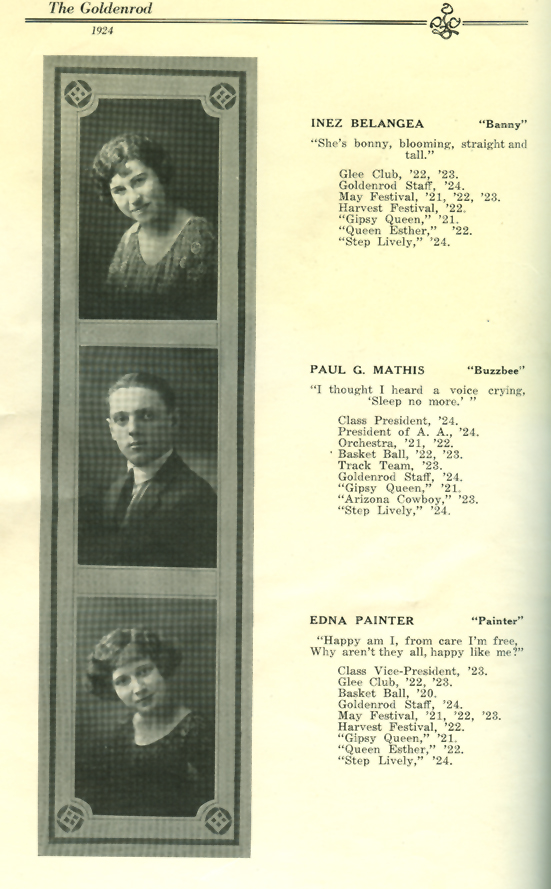 The Goldenrod
1924
INEZ BELANGEA "Banny"
"She's bonny, blooming, straight and
tall."
Glee Club, '22, '23.
Goldenrod Staff, '24.
May Festival, '21, '22, '23.
Harvest Festival, '22.
"Gipsy Queen," '21.
"Queen Esther," '22.
"Step Lively," '24.
PAUL G. MATHIS "Buzzbee"
"I thought I heard a voice crying,
'Sleep no more.' "
Class President, '24.
President of A. A., '24.
Orchestra, '21, '22.
Basket Ball, '22, '23.
Track Team, '23.
Goldenrod Staff, '24.
"Gipsy Queen," '21.
"Arizona Cowboy," '23.
"Step Lively," '24.
EDNA PAINTER "Painter"
"Happy am I, from care I'm free,
Why aren't they all, happy like me?"
Class Vice-President, '23.
Glee Club, '22, '23.
Basket Ball, '20.
Goldenrod Staff, '24.
May Festival, '21, '22, '23.
Harvest Festival, '22.
"Gipsy Queen," '21.
"Queen Esther," '22.
"Step Lively," '24.